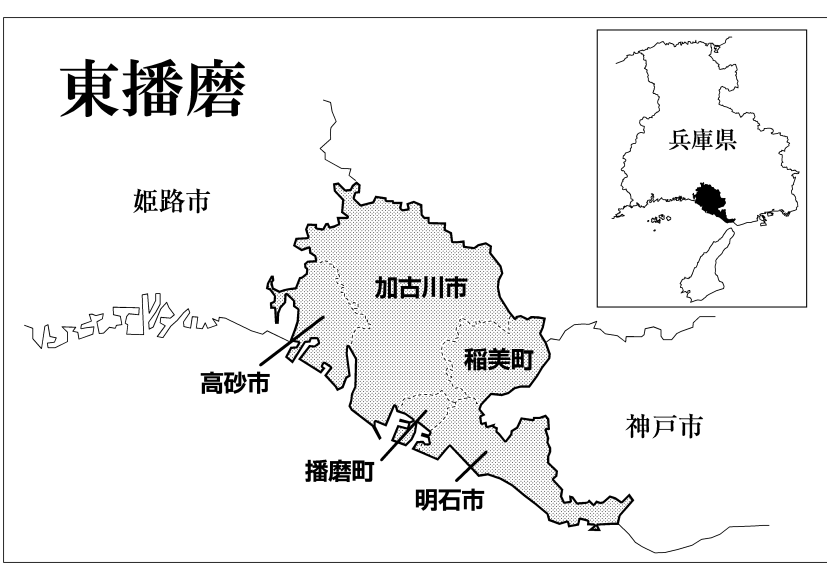 東播磨
兵庫県
姫路市
加古川市
稲美町
高砂市
神戸市
播磨町
明石市